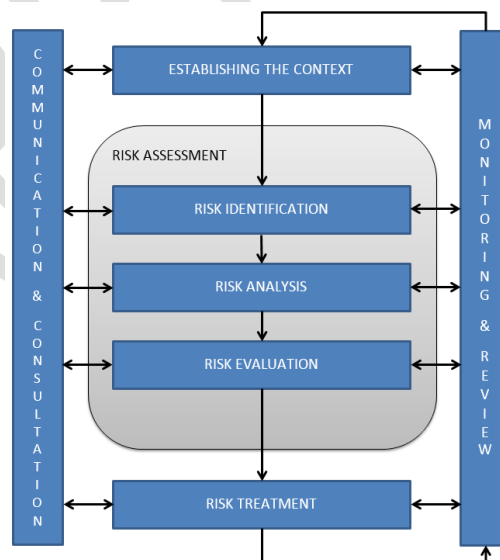 ESTABLISHING THE CONTEXT
COMMUNICATION & CONSULTATION
MONITORING & REVIEW
RISK ASSESSMENT
RISK IDENTIFICATION
RISK ANALYSIS
RISK EVALUATION
RISK TREATMENT